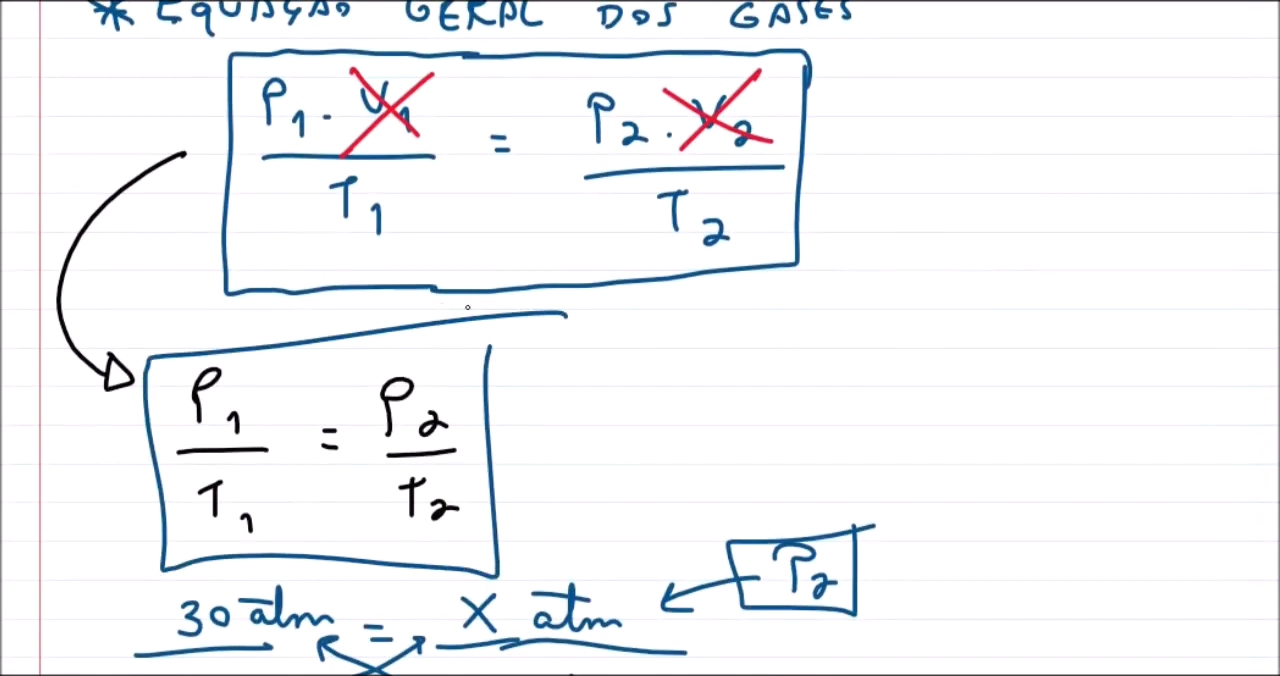 * EQUAÇÃO GERAL DOS GASES
P1 . V1 = P2 . V2
T1 T2
P1 = P2
T1 T2
P2
30 atm = X atm